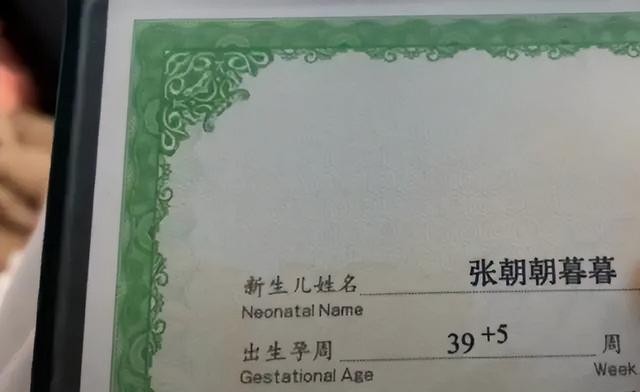 新生儿姓名 张朝朝暮暮
Neonatal Name
出生孕周 39 +5 周
Gestational Age Week